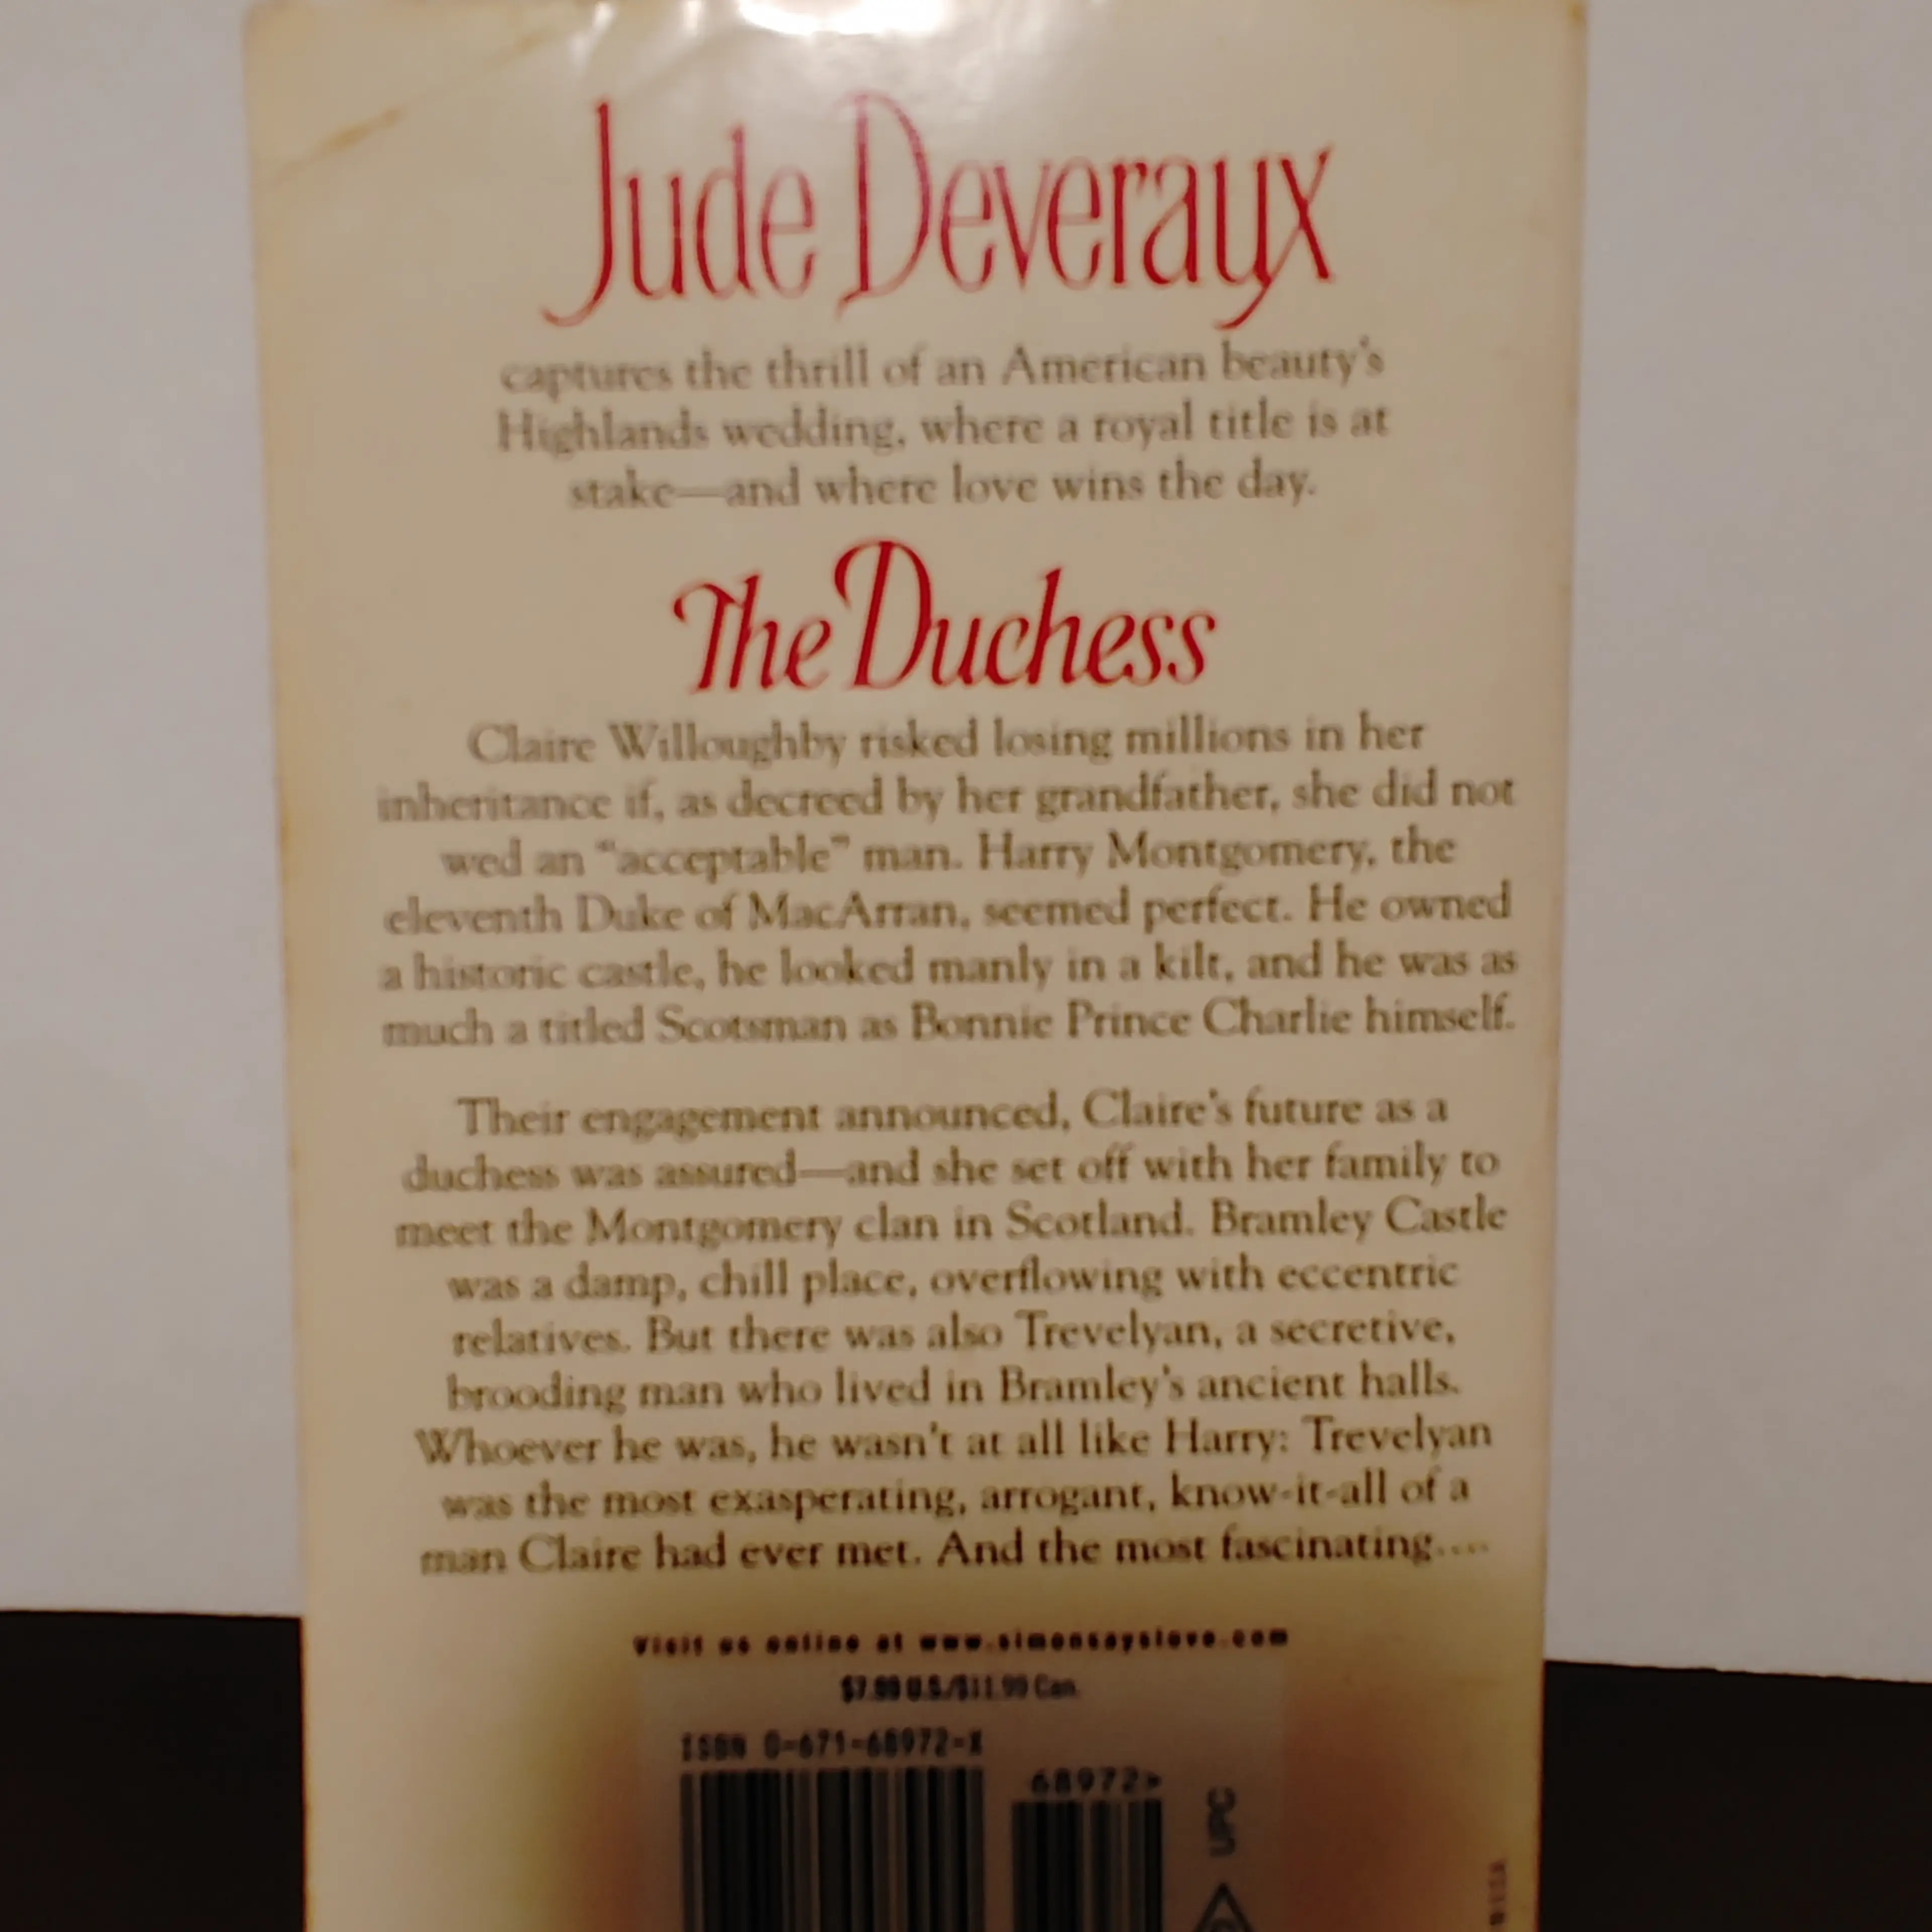 Jude Deveraux
captures the thrill of an American beauty's
Highlands wedding, where a royal title is at
stake—and where love wins the day.
The Duchess
Claire Willoughby risked losing millions in her
inheritance if, as decreed by her grandfather, she did not
wed an "acceptable" man. Harry Montgomery, the
eleventh Duke of MacArran, seemed perfect. He owned
a historic castle, he looked manly in a kilt, and he was as
much a titled Scotsman as Bonnie Prince Charlie himself.
Their engagement announced, Claire's future as a
duchess was assured—and she set off with her family to
meet the Montgomery clan in Scotland. Bramley Castle
was a damp, chill place, overflowing with eccentric
relatives. But there was also Trevelyan, a secretive,
brooding man who lived in Bramley's ancient halls.
Whoever he was, he wasn't at all like Harry: Trevelyan
was the most exasperating, arrogant, know-it-all of a
man Claire had ever met. And the most fascinating....
Visit us online at www.simonsayslove.com
$7.99 U.S./$11.99 Can.
ISBN 0-671-68972-X
68972>
UPC